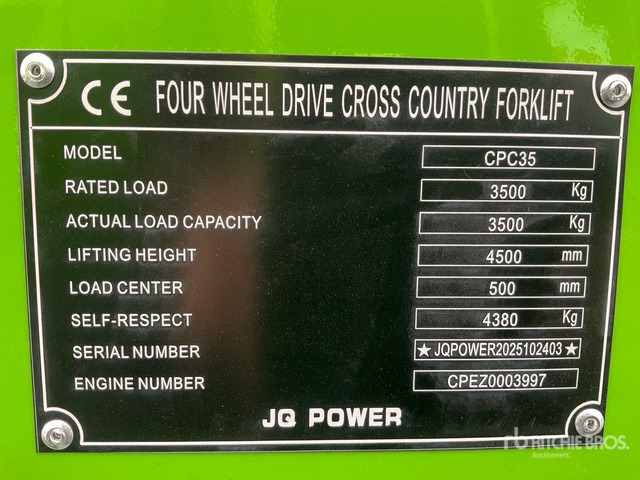 CE FOUR WHEEL DRIVE CROSS COUNTRY FORKLIFT
MODEL CPC35
RATED LOAD 3500 Kg
ACTUAL LOAD CAPACITY 3500 Kg
LIFTING HEIGHT 4500 mm
LOAD CENTER 500 mm
SELF-RESPECT 4380 Kg
SERIAL NUMBER ★JQPOWER2025102403★
ENGINE NUMBER CPEZ0003997
JQ POWER
rb RITCHIE BROS.
Auctioneers